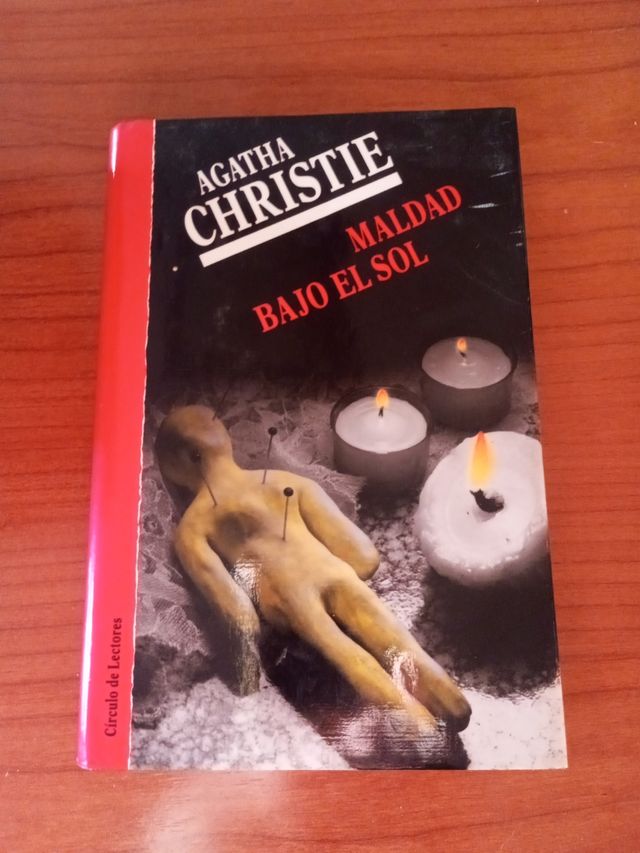 AGATHA
CHRISTIE
MALDAD
BAJO EL SOL
Círculo de Lectores